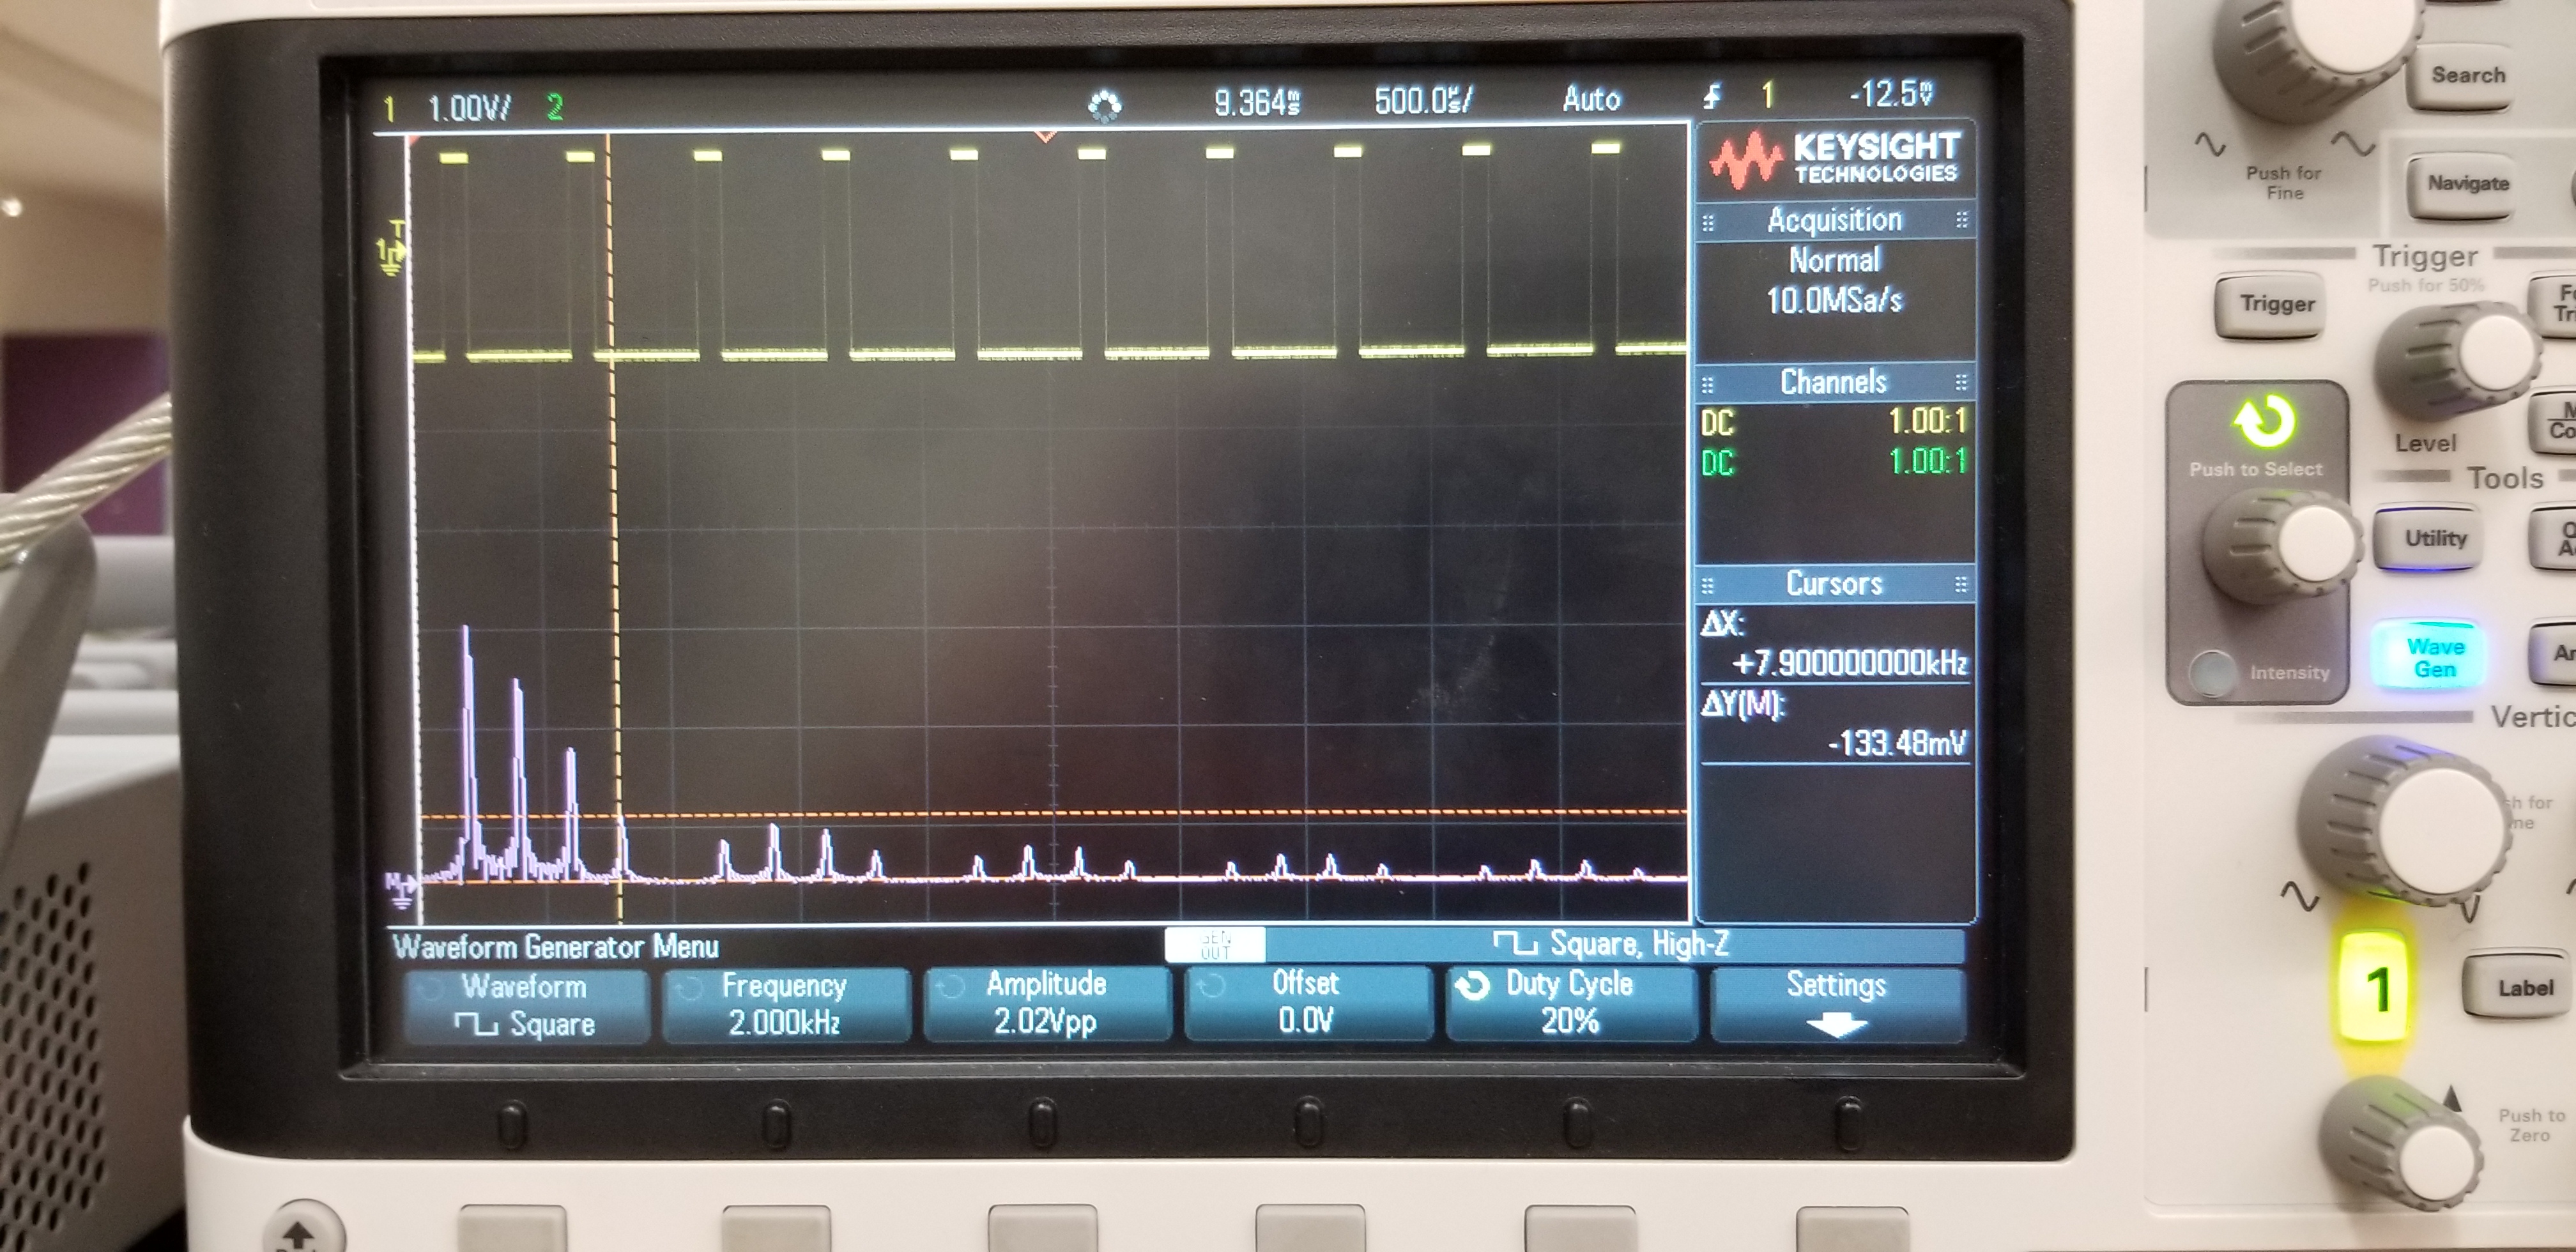 1 1.00V/ 2 9.364ms 500.0µs/ Auto 1 -12.5mV
KEYSIGHT
TECHNOLOGIES
Acquisition
Normal
10.0MSa/s
Channels
DC 1.00:1
DC 1.00:1
Cursors
ΔX:
+7.900000000kHz
ΔY(M):
-133.48mV
T
1
M
Waveform Generator Menu
GEN
OUT
Square, High-Z
Waveform
Square
Frequency
2.000kHz
Amplitude
2.02Vpp
Offset
0.0V
Duty Cycle
20%
Settings
Search
Push for
Fine
Navigate
Trigger
Push for 50%
Trigger
Level
Push to Select
Tools
Utility
Wave
Gen
Intensity
1
Label
Push to
Zero